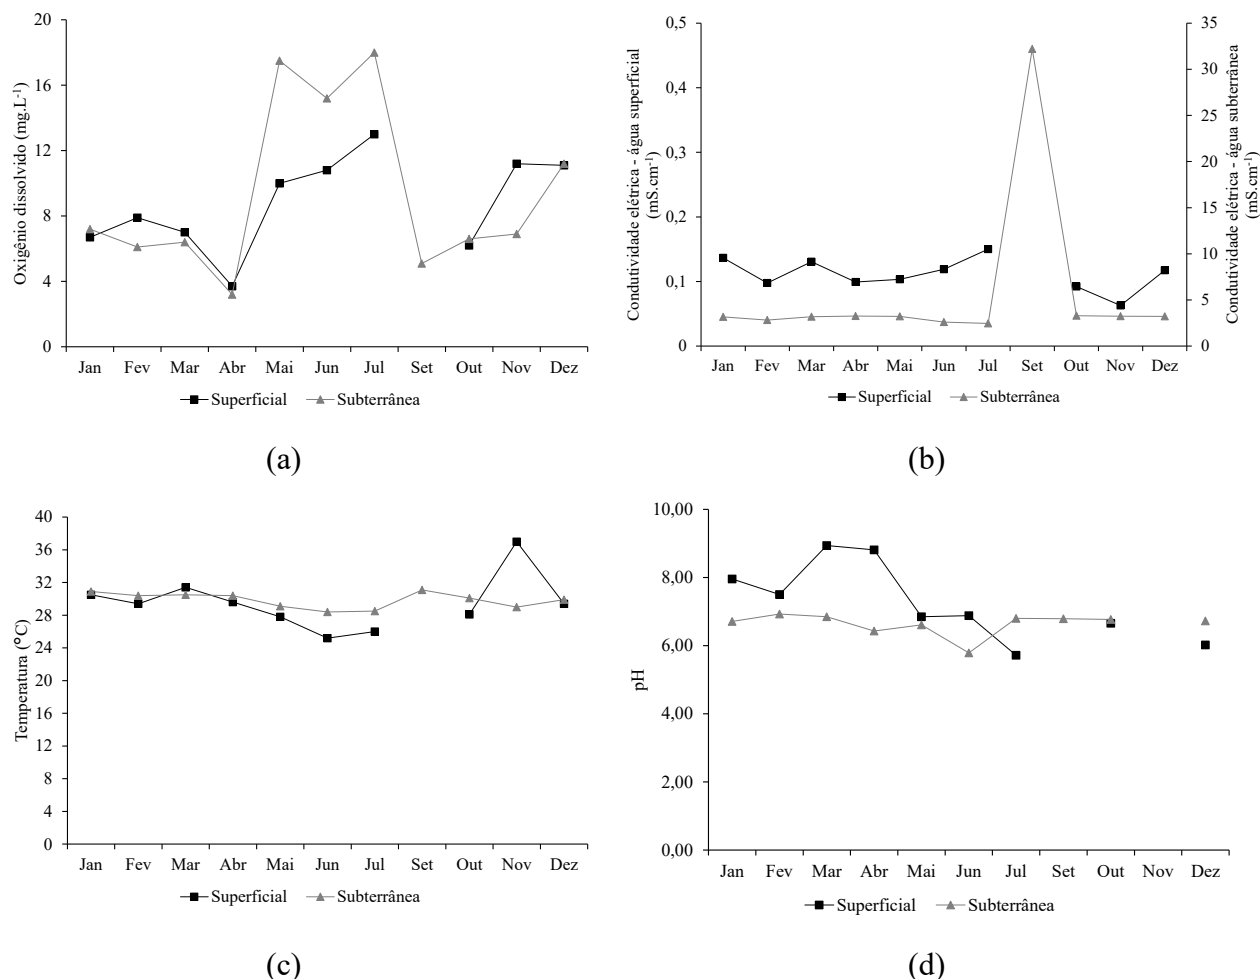 Oxigênio dissolvido (mg.L-1)
20
16
12
8
4
0
Jan Fev Mar Abr Mai Jun Jul Set Out Nov Dez
Superficial Subterrânea
(a)
Condutividade elétrica - água superficial
(mS.cm-1)
0,5
0,4
0,3
0,2
0,1
0
35
30
25
20
15
10
5
0
Condutividade elétrica - água subterrânea
(mS.cm-1)
Jan Fev Mar Abr Mai Jun Jul Set Out Nov Dez
Superficial Subterrânea
(b)
Temperatura (°C)
40
36
32
28
24
20
16
12
8
4
0
Jan Fev Mar Abr Mai Jun Jul Set Out Nov Dez
Superficial Subterrânea
(c)
pH
10,00
8,00
6,00
4,00
2,00
0,00
Jan Fev Mar Abr Mai Jun Jul Set Out Nov Dez
Superficial Subterrânea
(d)